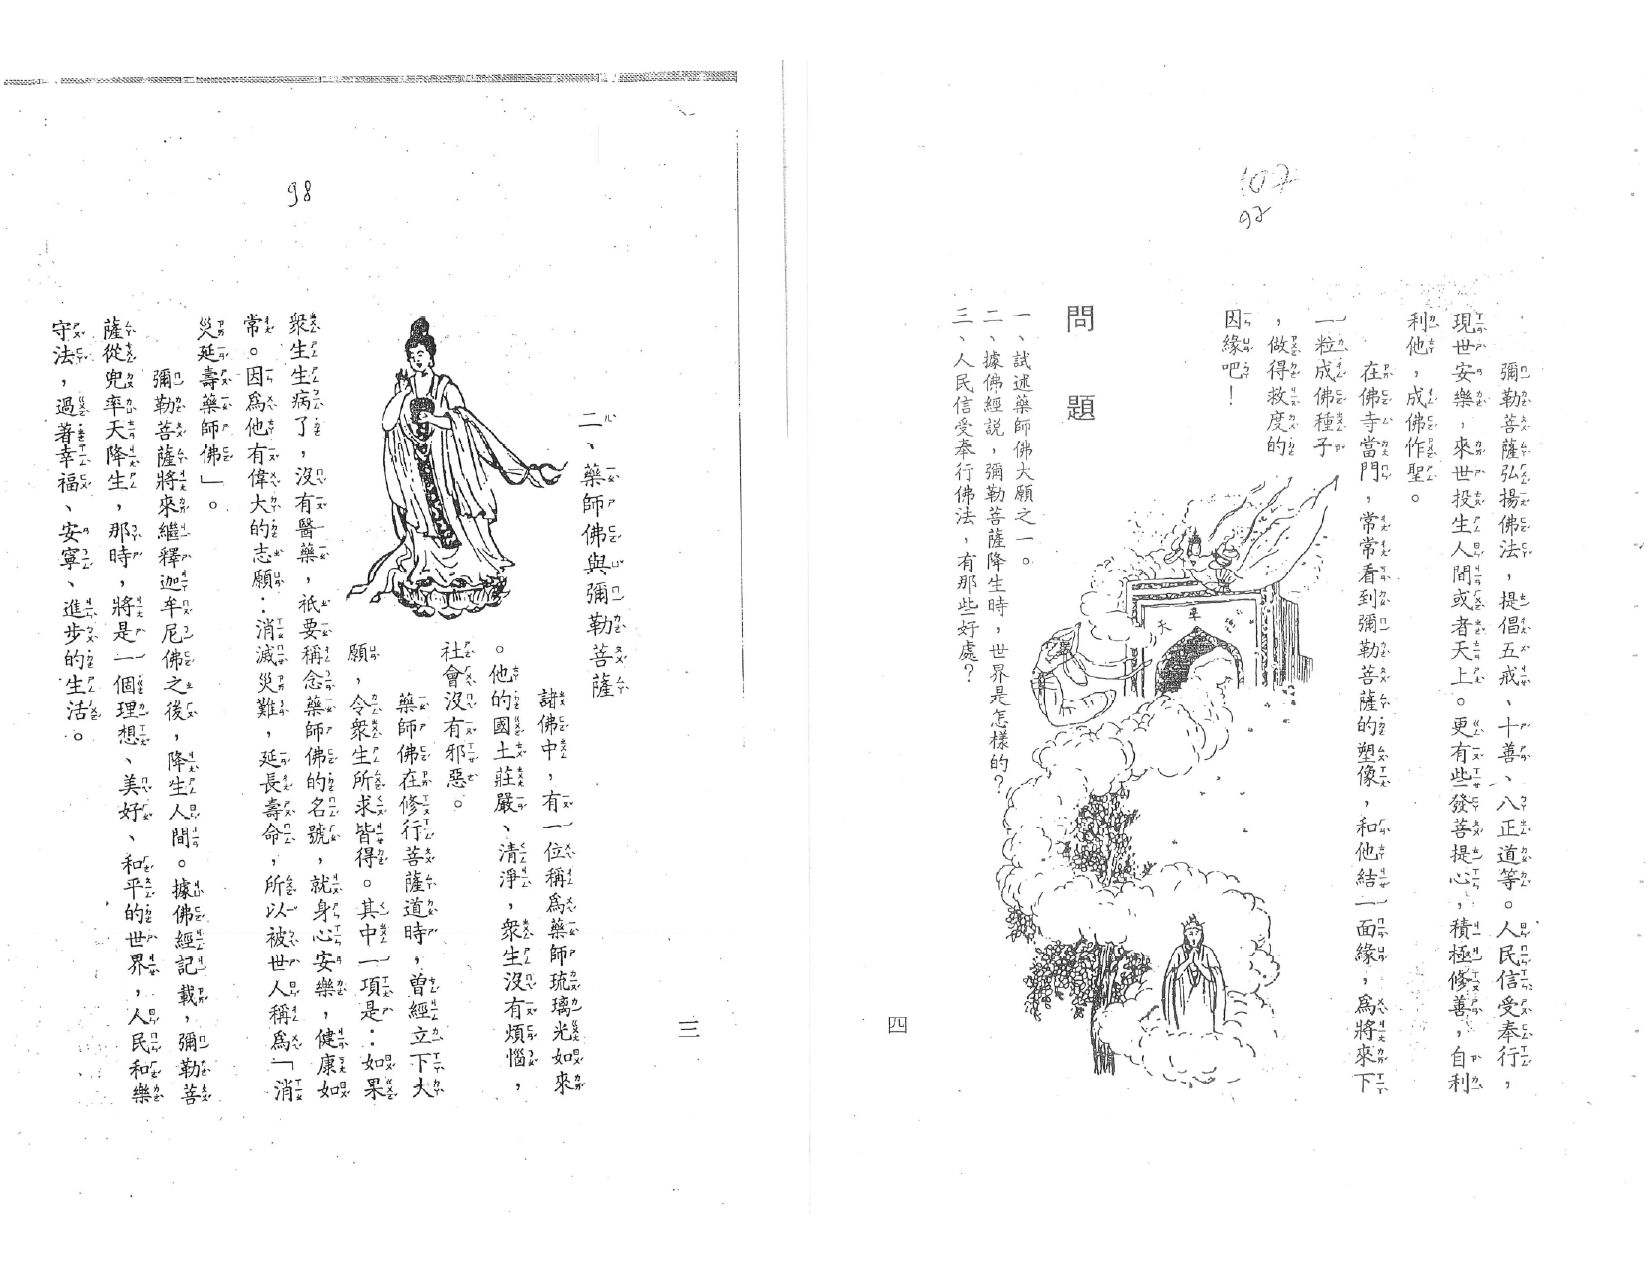 98
二、藥師佛與彌勒菩薩
諸佛中，有一位稱為藥師琉璃光如來
。他的國土莊嚴、清淨，衆生沒有煩惱，
社會沒有邪惡。
藥師佛在修行菩薩道時，曾經立下大
願，令衆生所求皆得。其中一項是：如果
衆生生病了，沒有醫藥，祇要稱念藥師佛的名號，就身心安樂，健康如
常。因為他有偉大的志願：消滅災難，延長壽命，所以被世人稱為「消
災延壽藥師佛」。
彌勒菩薩將來繼釋迦牟尼佛之後，降生人間。據佛經記載，彌勒菩
薩從兜率天降生，那時，將是一個理想、美好、和平的世界，人民和樂
守法，過著幸福、安寧、進步的生活。
三
107
97
彌勒菩薩弘揚佛法，提倡五戒、十善、八正道等。人民信受奉行，
現世安樂，來世投生人間或者天上。更有些發菩提心，積極修善，自利
利他，成佛作聖。
在佛寺當門，常常看到彌勒菩薩的塑像，和他結一面緣，為將來下
一粒成佛種子
，做得救度的
因緣吧！
天率
問題
一、試述藥師佛大願之一。
二、據佛經説，彌勒菩薩降生時，世界是怎樣的？
三、人民信受奉行佛法，有那些好處？
四